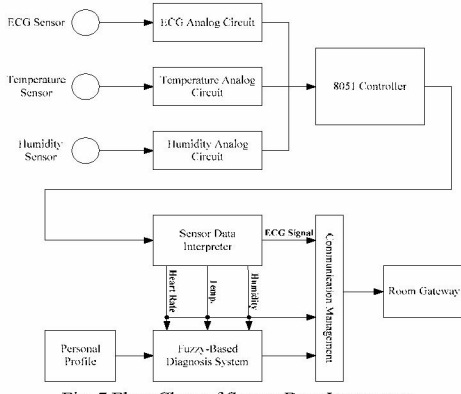 ECG Sensor
ECG Analog Circuit
Temperature
Sensor
Temperature Analog
Circuit
8051 Controller
Humidity
Sensor
Humidity Analog
Circuit
Sensor Data
Interpreter
ECG Signal
Communication Management
Room Gateway
Heart Rate
Temp.
Humidity
Personal
Profile
Fuzzy-Based
Diagnosis System